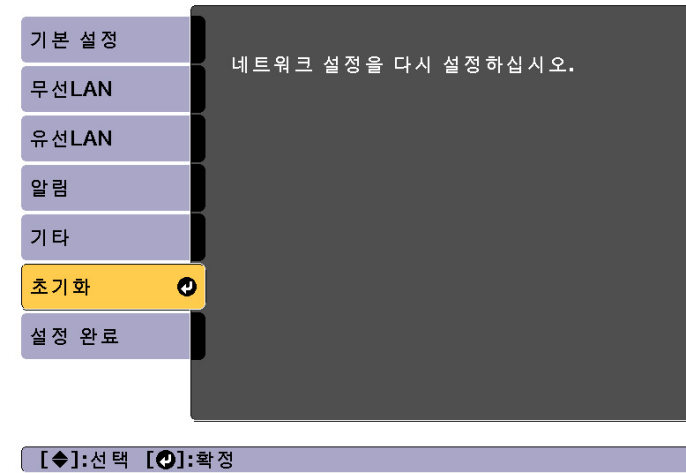 기본 설정
무선LAN
유선LAN
알림
기타
초기화
설정 완료
네트워크 설정을 다시 설정하십시오.
[◆]:선택 [⏎]:확정